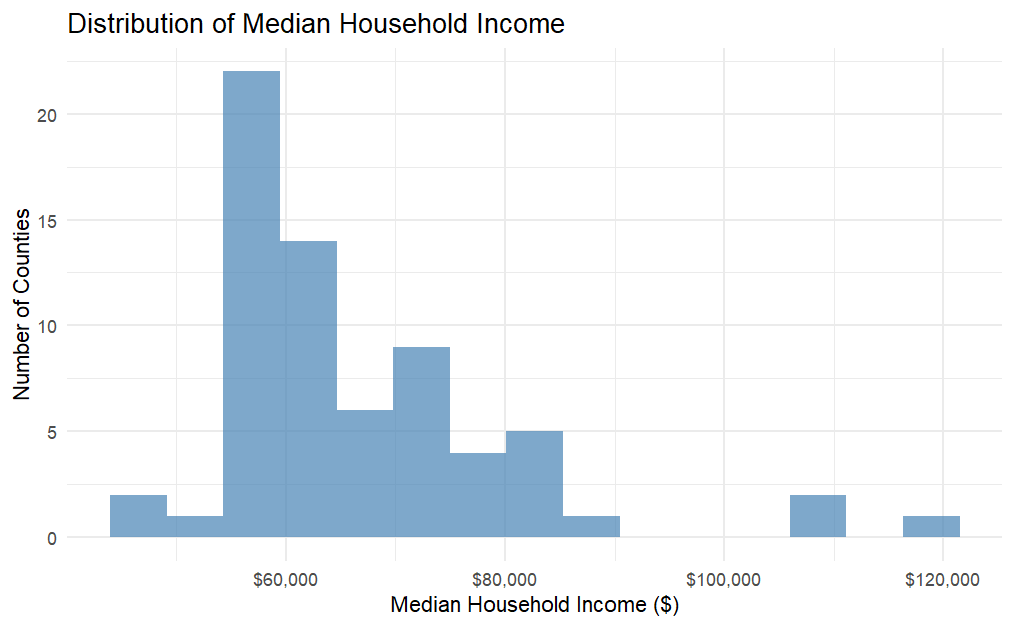 Distribution of Median Household Income
Number of Counties
20
15
10
5
0
$60,000 $80,000 $100,000 $120,000
Median Household Income ($)